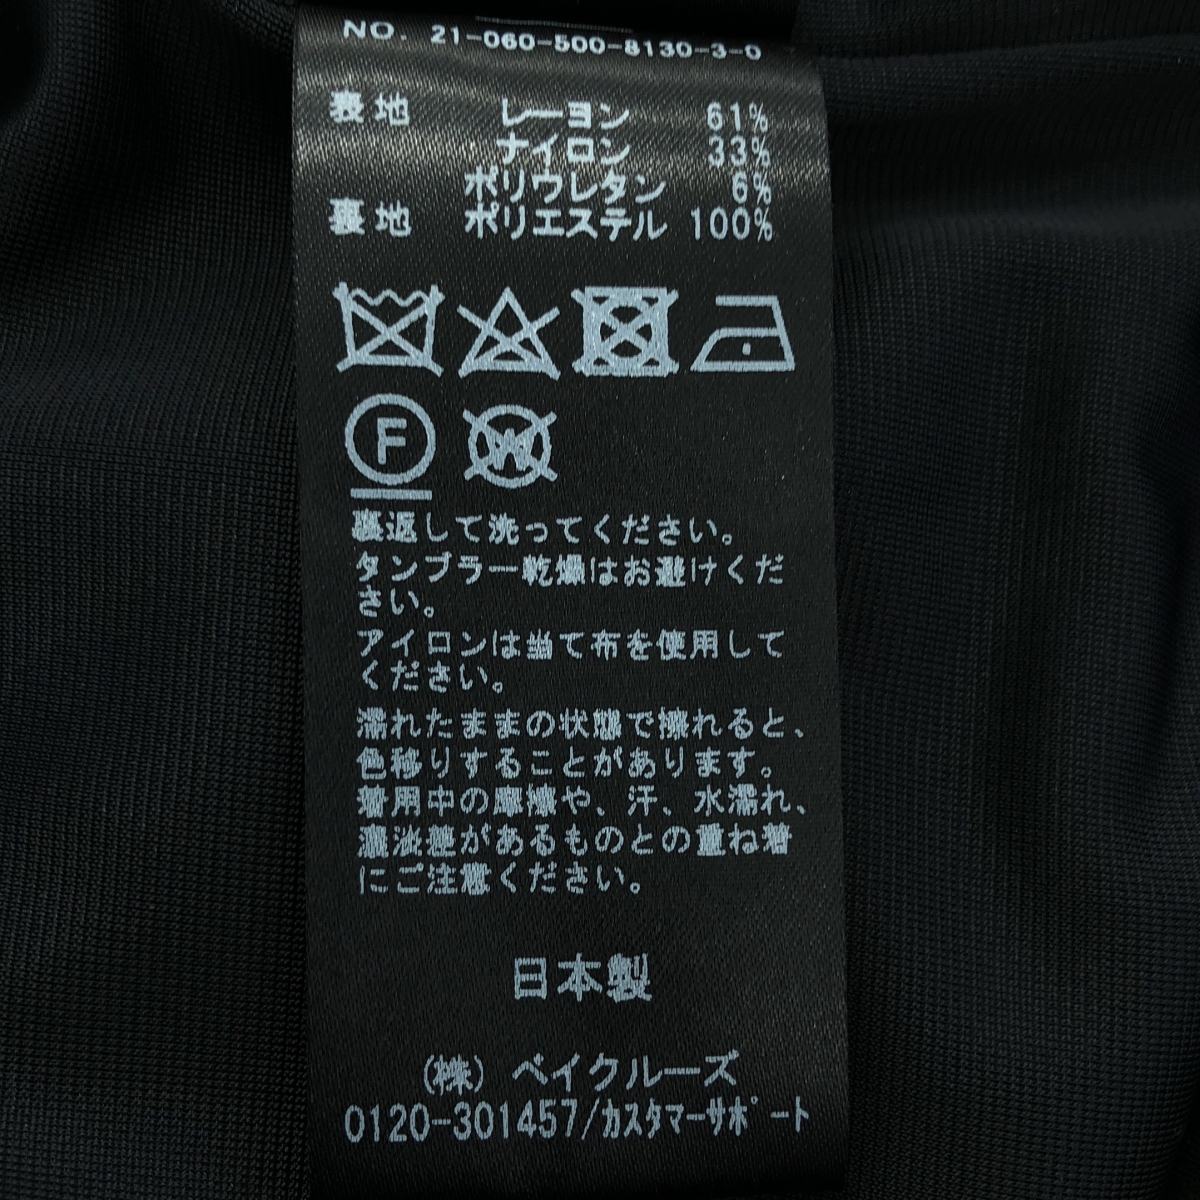 NO. 21-060-500-8130-3-0
表地 レーヨン 61%
ナイロン 33%
ポリウレタン 6%
裏地 ポリエステル 100%
F
W
裏返して洗ってください。
タンブラー乾燥はお避けくだ
さい。
アイロンは当て布を使用して
ください。
濡れたままの状態で擦れると、
色移りすることがあります。
着用中の摩擦や、汗、水濡れ、
濃淡差があるものとの重ね着
にご注意ください。
日本製
(株) ベイクルーズ
0120-301457/ｶｽﾀﾏｰｻﾎﾟｰﾄ